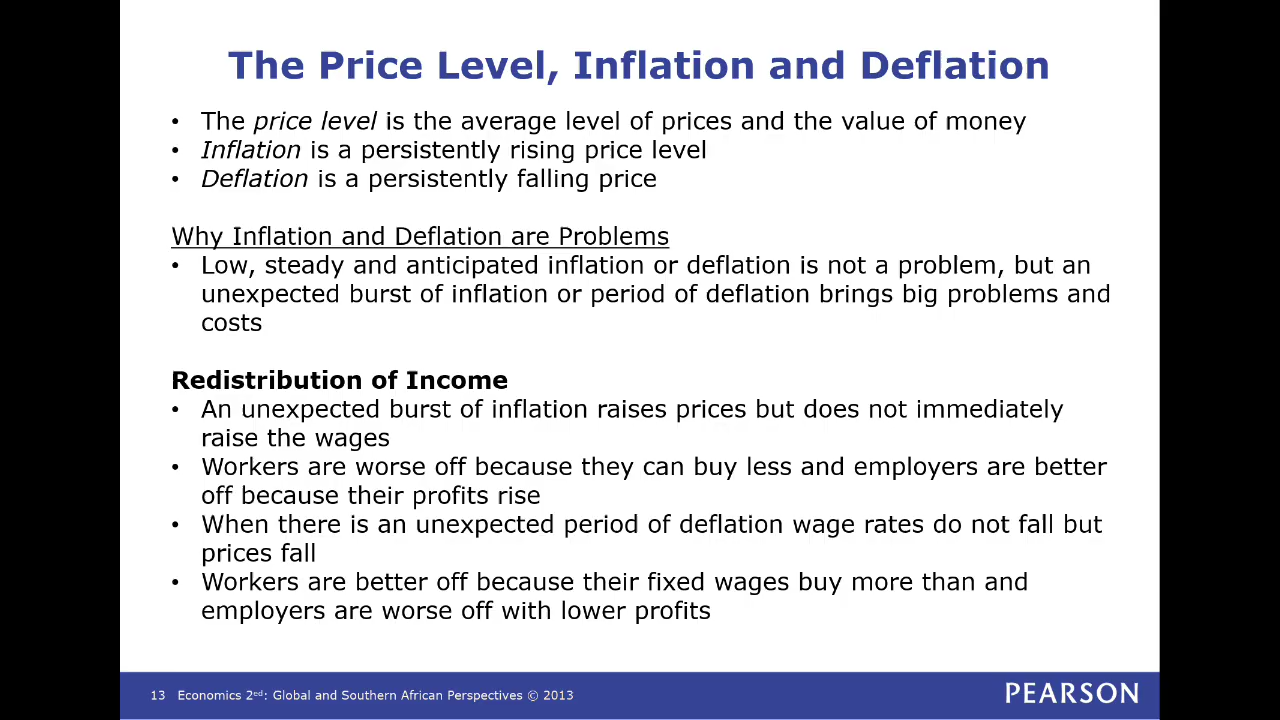 The Price Level, Inflation and Deflation
• The price level is the average level of prices and the value of money
• Inflation is a persistently rising price level
• Deflation is a persistently falling price
Why Inflation and Deflation are Problems
• Low, steady and anticipated inflation or deflation is not a problem, but an
unexpected burst of inflation or period of deflation brings big problems and
costs
Redistribution of Income
• An unexpected burst of inflation raises prices but does not immediately
raise the wages
• Workers are worse off because they can buy less and employers are better
off because their profits rise
• When there is an unexpected period of deflation wage rates do not fall but
prices fall
• Workers are better off because their fixed wages buy more than and
employers are worse off with lower profits
13 Economics 2ed: Global and Southern African Perspectives © 2013
PEARSON